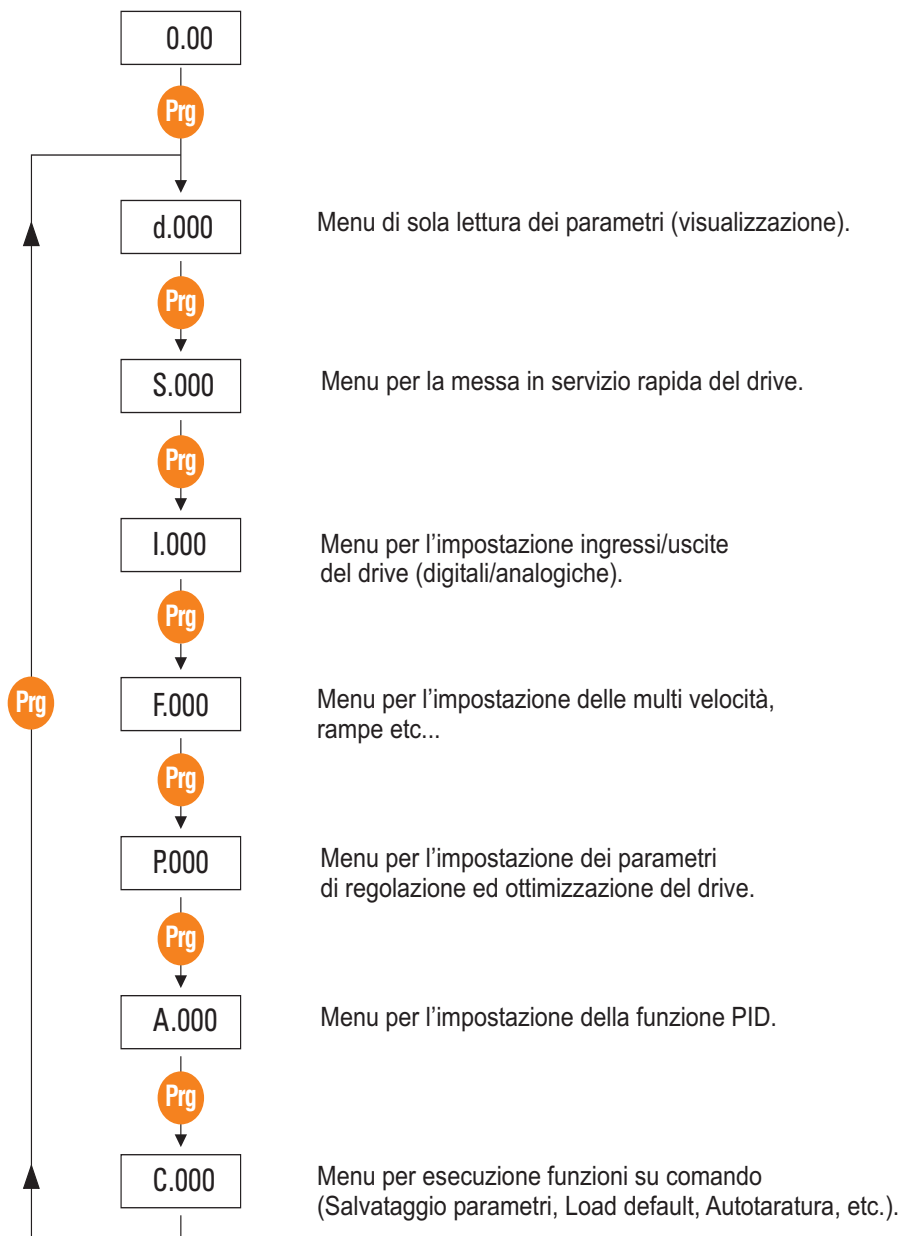 0.00
Prg
d.000
Menu di sola lettura dei parametri (visualizzazione).
Prg
S.000
Menu per la messa in servizio rapida del drive.
Prg
I.000
Menu per l’impostazione ingressi/uscite
del drive (digitali/analogiche).
Prg
Prg
F.000
Menu per l’impostazione delle multi velocità,
rampe etc...
Prg
P.000
Menu per l’impostazione dei parametri
di regolazione ed ottimizzazione del drive.
Prg
A.000
Menu per l’impostazione della funzione PID.
Prg
C.000
Menu per esecuzione funzioni su comando
(Salvataggio parametri, Load default, Autotaratura, etc.).